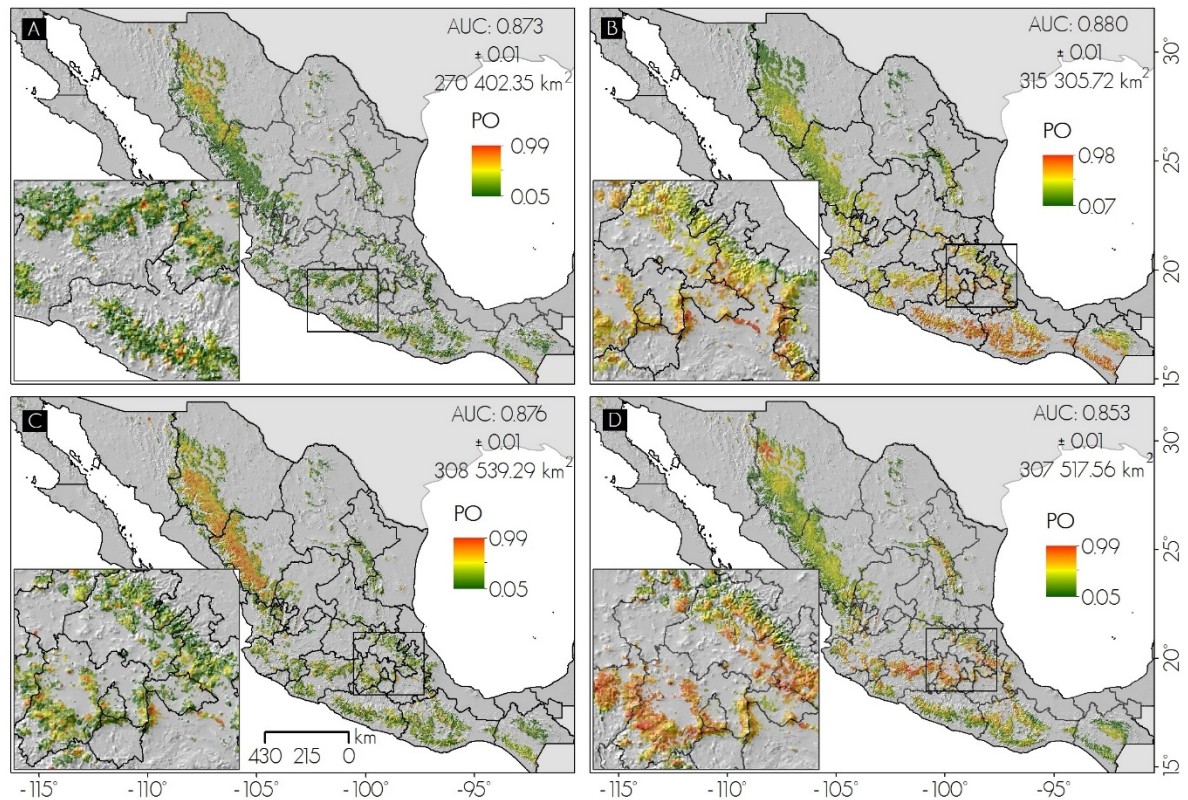 A
AUC: 0.873
± 0.01
270 402.35 km²
PO
0.99
0.05
B
AUC: 0.880
± 0.01
315 305.72 km²
PO
0.98
0.07
30°
25°
20°
15°
C
AUC: 0.876
± 0.01
308 539.29 km²
PO
0.99
0.05
430 215 0 km
D
AUC: 0.853
± 0.01
307 517.56 km²
PO
0.99
0.05
30°
25°
20°
15°
-115° -110° -105° -100° -95° -115° -110° -105° -100° -95°